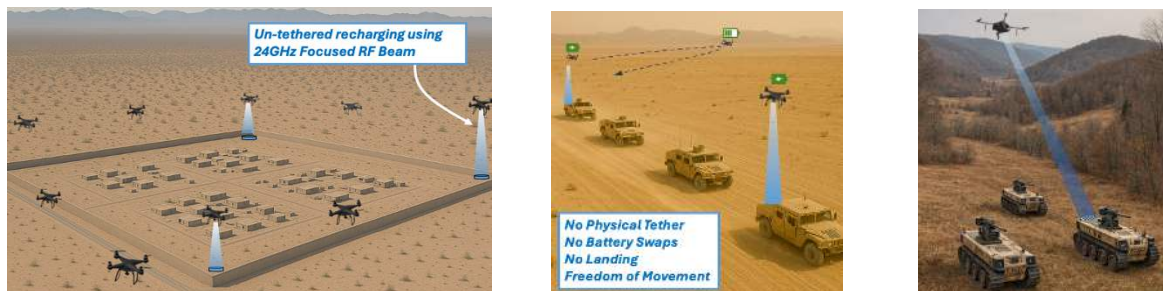 Un-tethered recharging using
24GHz Focused RF Beam
No Physical Tether
No Battery Swaps
No Landing
Freedom of Movement